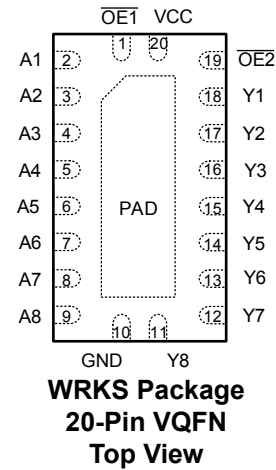 OE1 VCC
1 20
A1 2 19 OE2
A2 3 18 Y1
A3 4 17 Y2
A4 5 16 Y3
A5 6 PAD 15 Y4
A6 7 14 Y5
A7 8 13 Y6
A8 9 12 Y7
10 11
GND Y8
WRKS Package
20-Pin VQFN
Top View